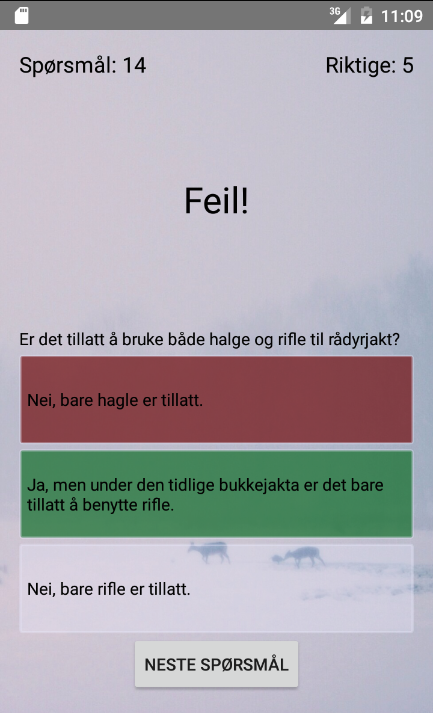 3G 11:09
Spørsmål: 14 Riktige: 5
Feil!
Er det tillatt å bruke både halge og rifle til rådyrjakt?
Nei, bare hagle er tillatt.
Ja, men under den tidlige bukkejakta er det bare
tillatt å benytte rifle.
Nei, bare rifle er tillatt.
NESTE SPØRSMÅL